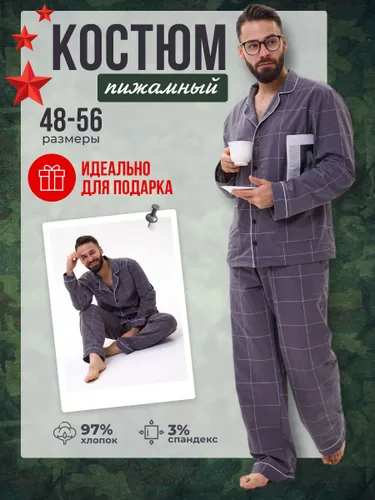 КОСТЮМ
пижамный
48-56
размеры
ИДЕАЛЬНО
ДЛЯ ПОДАРКА
97%
хлопок
3%
спандекс